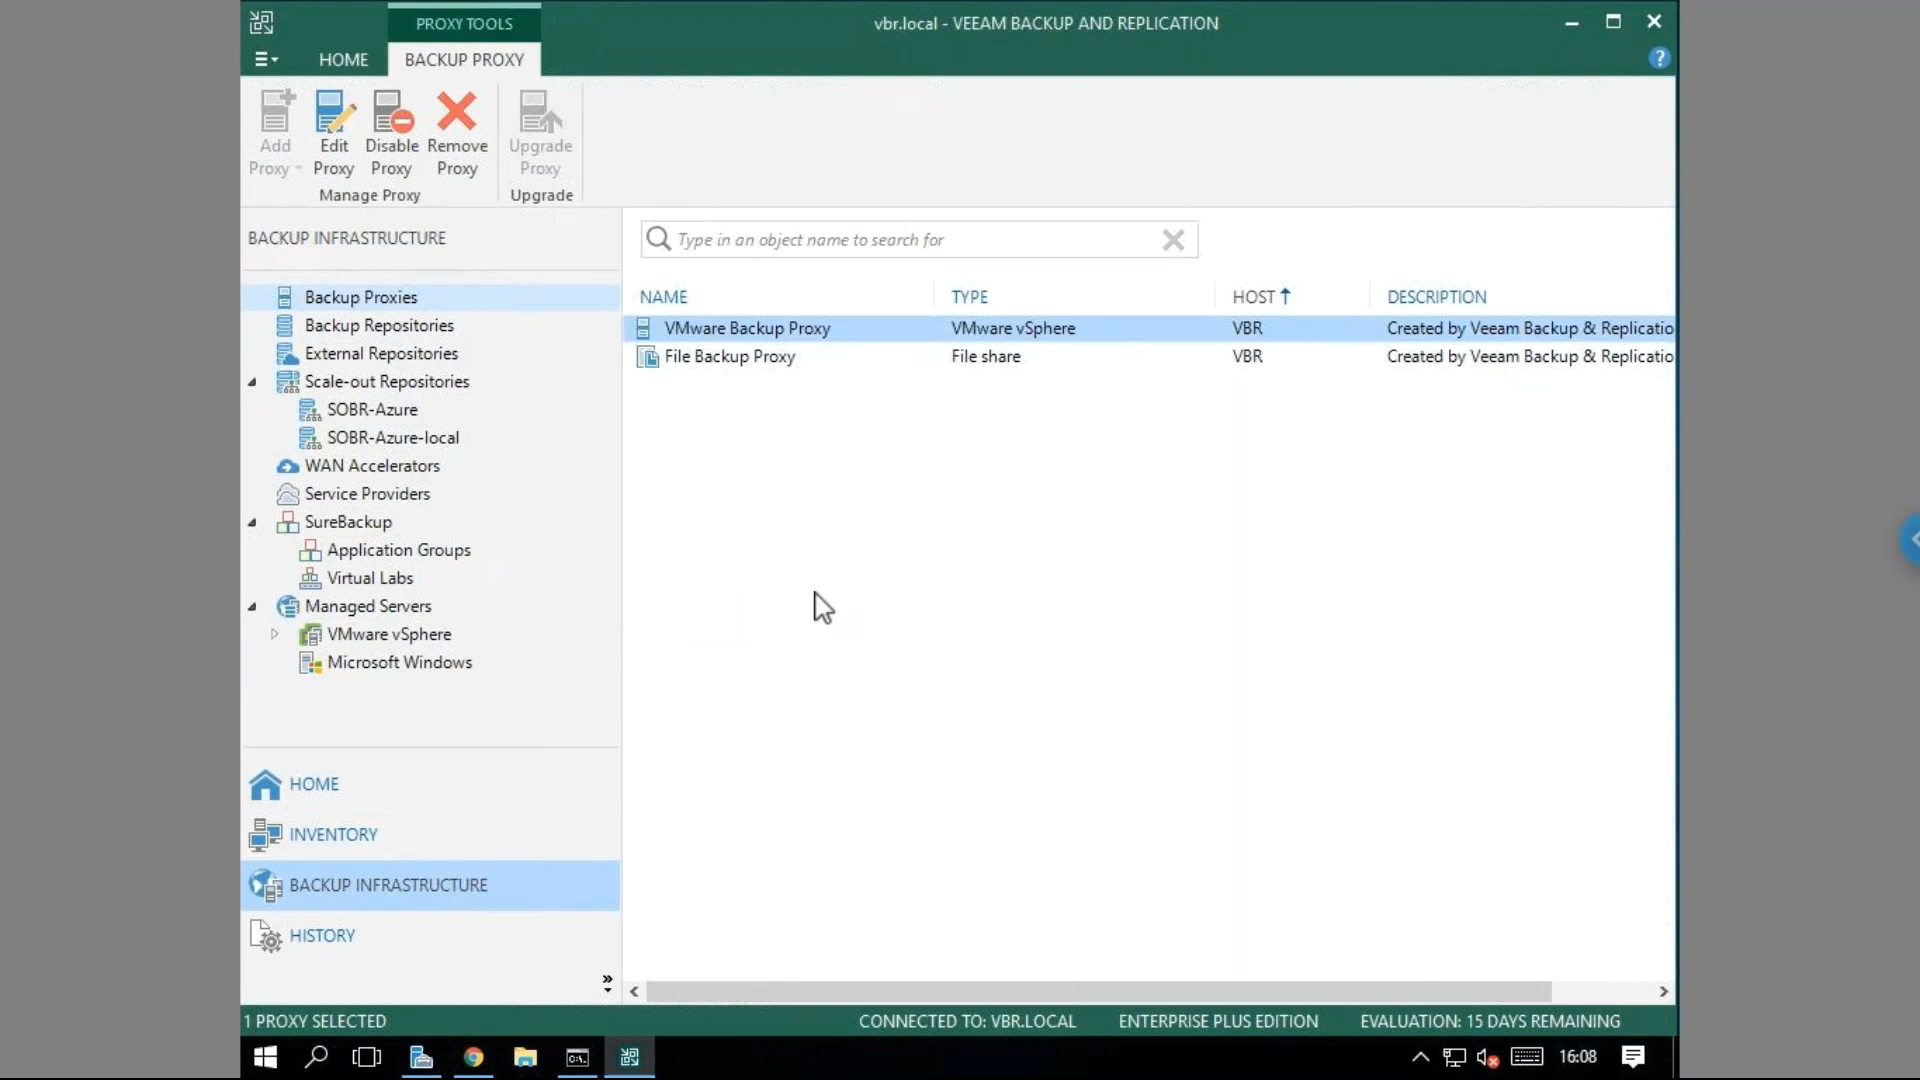 PROXY TOOLS
vbr.local - VEEAM BACKUP AND REPLICATION
HOME
BACKUP PROXY
?
Add Proxy
Edit Proxy
Disable Proxy
Remove Proxy
Upgrade Proxy
Manage Proxy
Upgrade
BACKUP INFRASTRUCTURE
Type in an object name to search for
Backup Proxies
Backup Repositories
External Repositories
Scale-out Repositories
SOBR-Azure
SOBR-Azure-local
WAN Accelerators
Service Providers
SureBackup
Application Groups
Virtual Labs
Managed Servers
VMware vSphere
Microsoft Windows
NAME TYPE HOST DESCRIPTION
VMware Backup Proxy VMware vSphere VBR Created by Veeam Backup & Replicatio
File Backup Proxy File share VBR Created by Veeam Backup & Replicatio
HOME
INVENTORY
BACKUP INFRASTRUCTURE
HISTORY
1 PROXY SELECTED
CONNECTED TO: VBR.LOCAL
ENTERPRISE PLUS EDITION
EVALUATION: 15 DAYS REMAINING
16:08